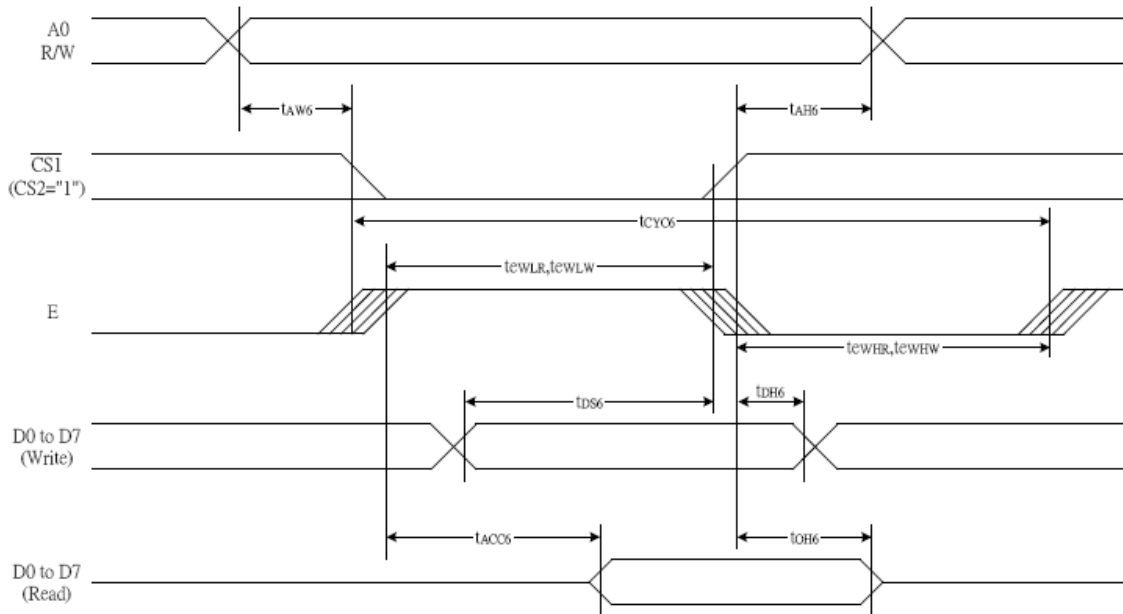 A0
R/W
tAW6
tAH6
CS1
(CS2="1")
tCYC6
tEWLR,tEWLW
E
tEWHR,tEWHW
tDS6
tDH6
D0 to D7
(Write)
tACC6
tOH6
D0 to D7
(Read)